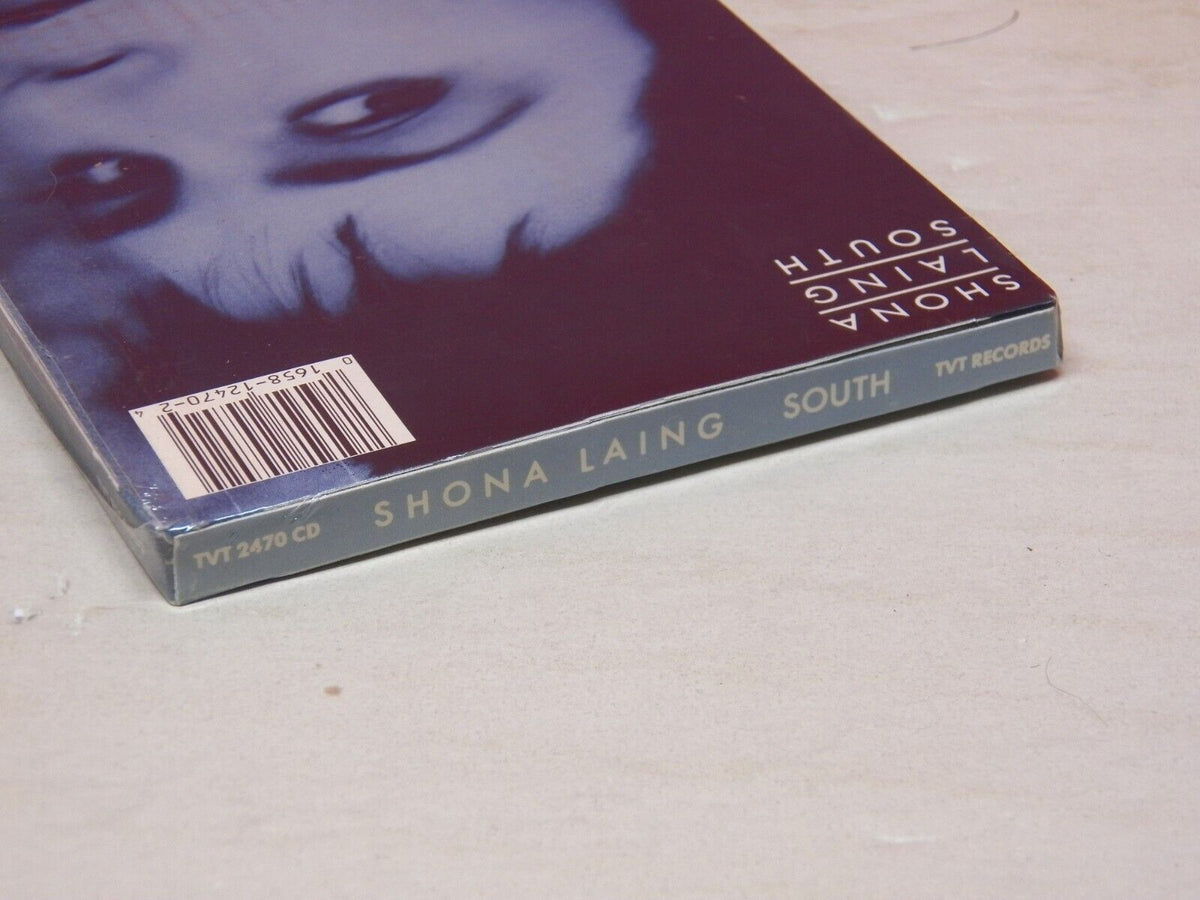 SHONA
LAING
SOUTH
0 1658-12470-2 4
TVT 2470 CD SHONA LAING SOUTH TVT RECORDS